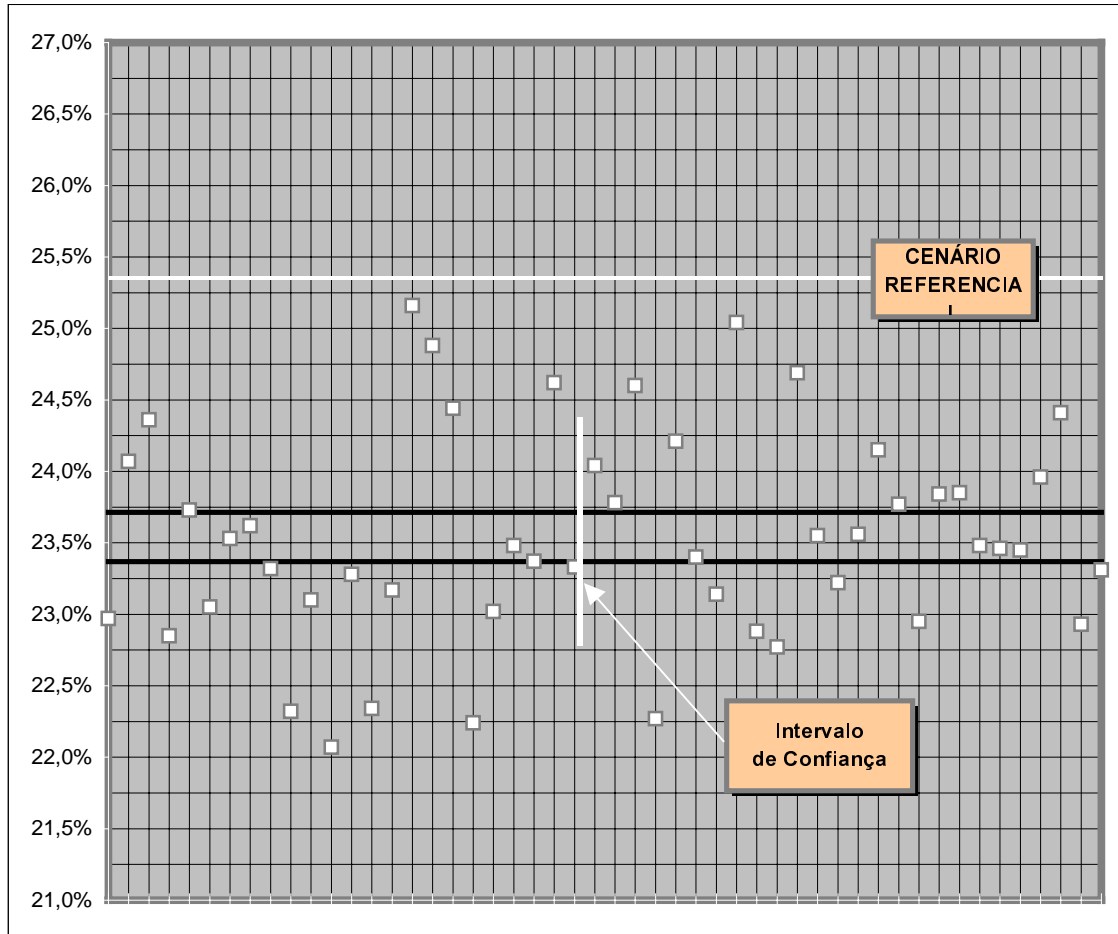 27,0%
26,5%
26,0%
25,5%
25,0%
24,5%
24,0%
23,5%
23,0%
22,5%
22,0%
21,5%
21,0%
CENÁRIO
REFERENCIA
I
Intervalo
de Confiança